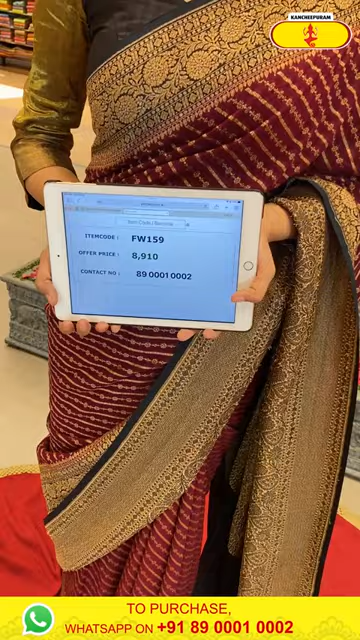 KANCHEEPURAM
ITEMCODE : FW159
OFFER PRICE : 8,910
CONTACT NO : 89 0001 0002
TO PURCHASE,
WHATSAPP ON +91 89 0001 0002